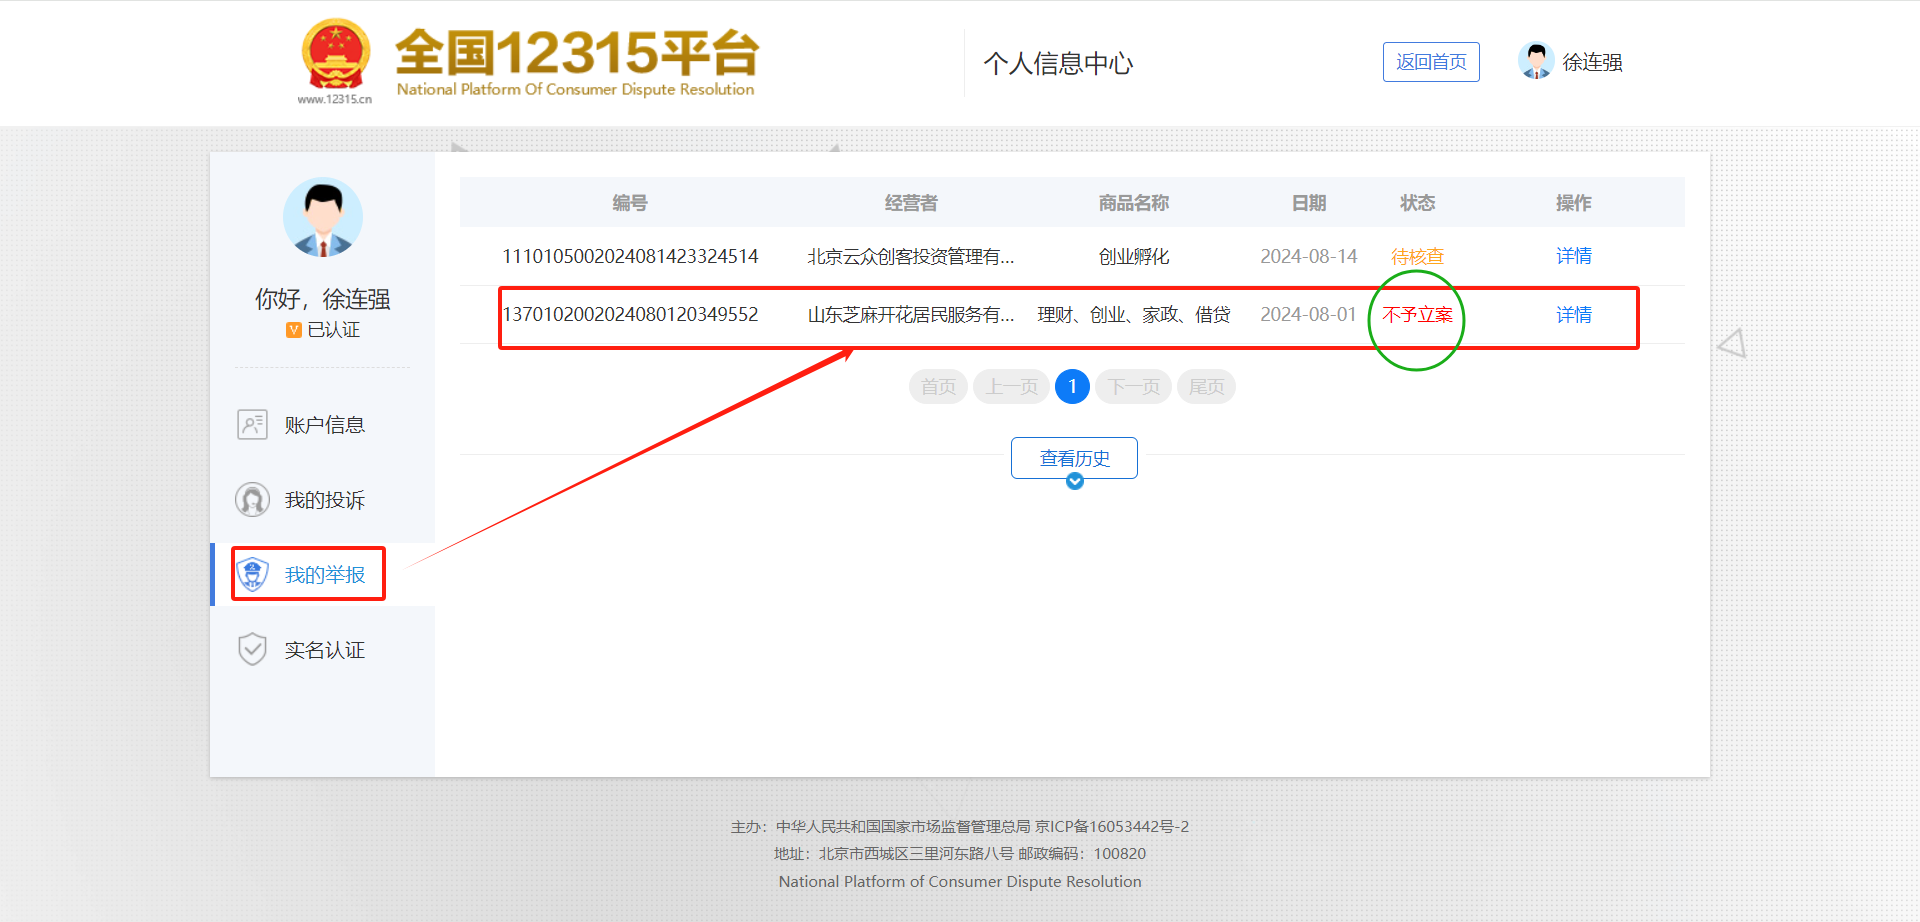 全国12315平台
www.12315.cn
National Platform Of Consumer Dispute Resolution
个人信息中心
返回首页
徐连强
你好，徐连强
V 已认证
账户信息
我的投诉
我的举报
实名认证
编号 经营者 商品名称 日期 状态 操作
1110105002024081423324514 北京云众创客投资管理有... 创业孵化 2024-08-14 待核查 详情
1370102002024080120349552 山东芝麻开花居民服务有... 理财、创业、家政、借贷 2024-08-01 不予立案 详情
首页 上一页 1 下一页 尾页
查看历史
主办：中华人民共和国国家市场监督管理总局 京ICP备16053442号-2
地址：北京市西城区三里河东路八号 邮政编码：100820
National Platform of Consumer Dispute Resolution